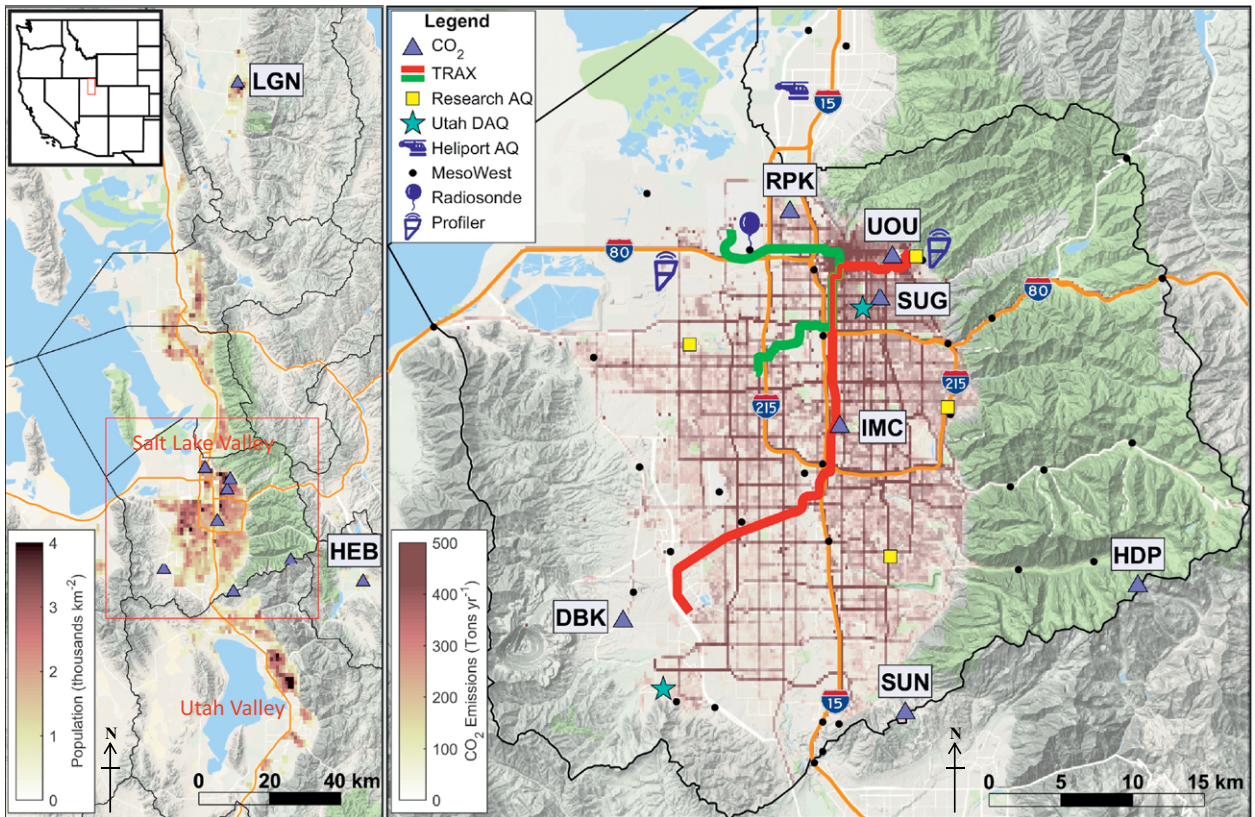 LGN
Salt Lake Valley
HEB
Utah Valley
4
3
2
1
0
Population (thousands km-2)
N
0 20 40 km
Legend
CO2
TRAX
Research AQ
Utah DAQ
Heliport AQ
MesoWest
Radiosonde
Profiler
15
RPK
UOU
80
SUG
80
215
215
IMC
HDP
DBK
SUN
15
500
400
300
200
100
0
CO2 Emissions (Tons yr-1)
N
0 5 10 15 km